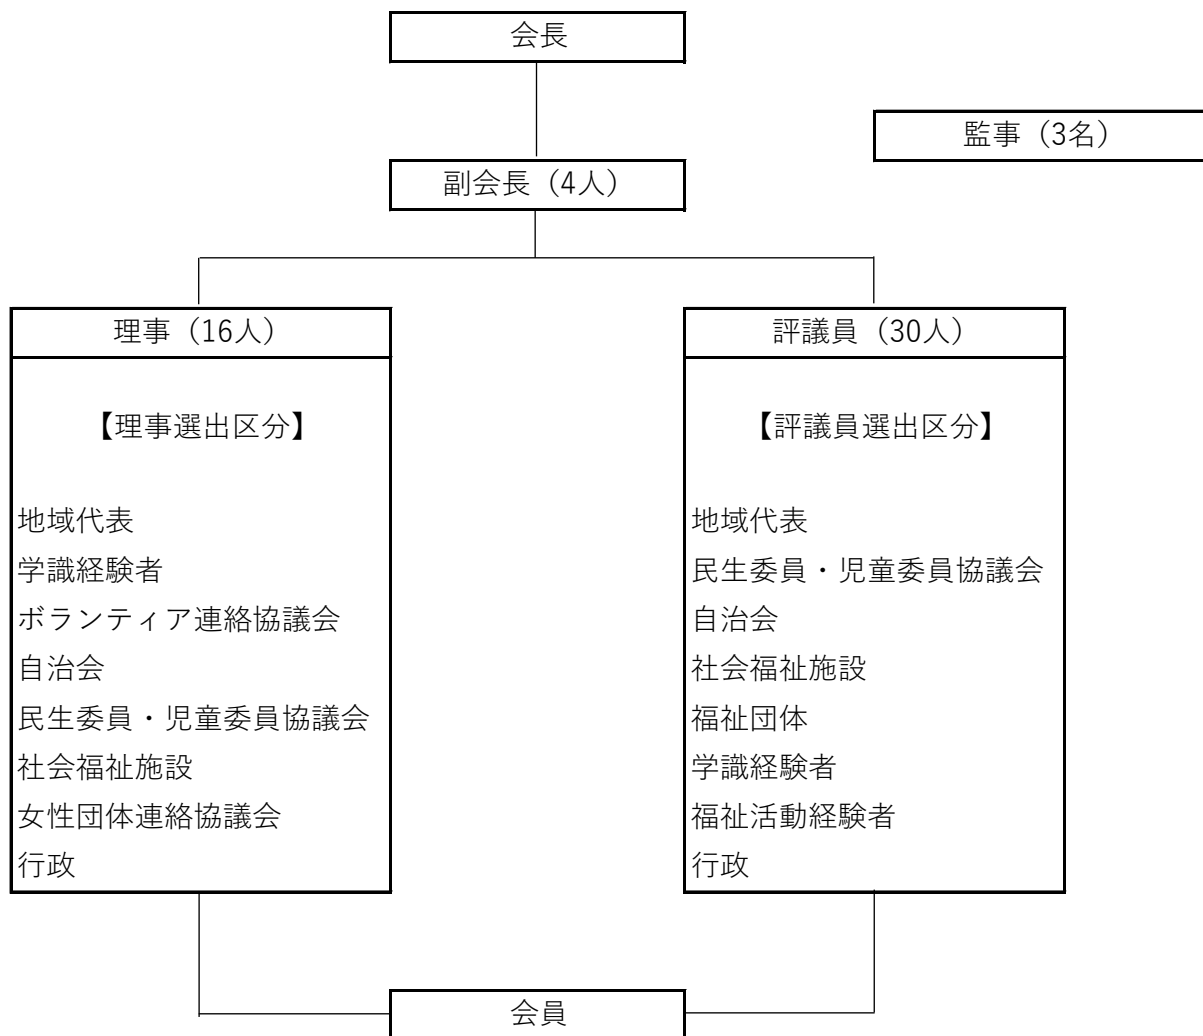 会長
監事（3名）
副会長（4人）
理事（16人）
【理事選出区分】
地域代表
学識経験者
ボランティア連絡協議会
自治会
民生委員・児童委員協議会
社会福祉施設
女性団体連絡協議会
行政
評議員（30人）
【評議員選出区分】
地域代表
民生委員・児童委員協議会
自治会
社会福祉施設
福祉団体
学識経験者
福祉活動経験者
行政
会員